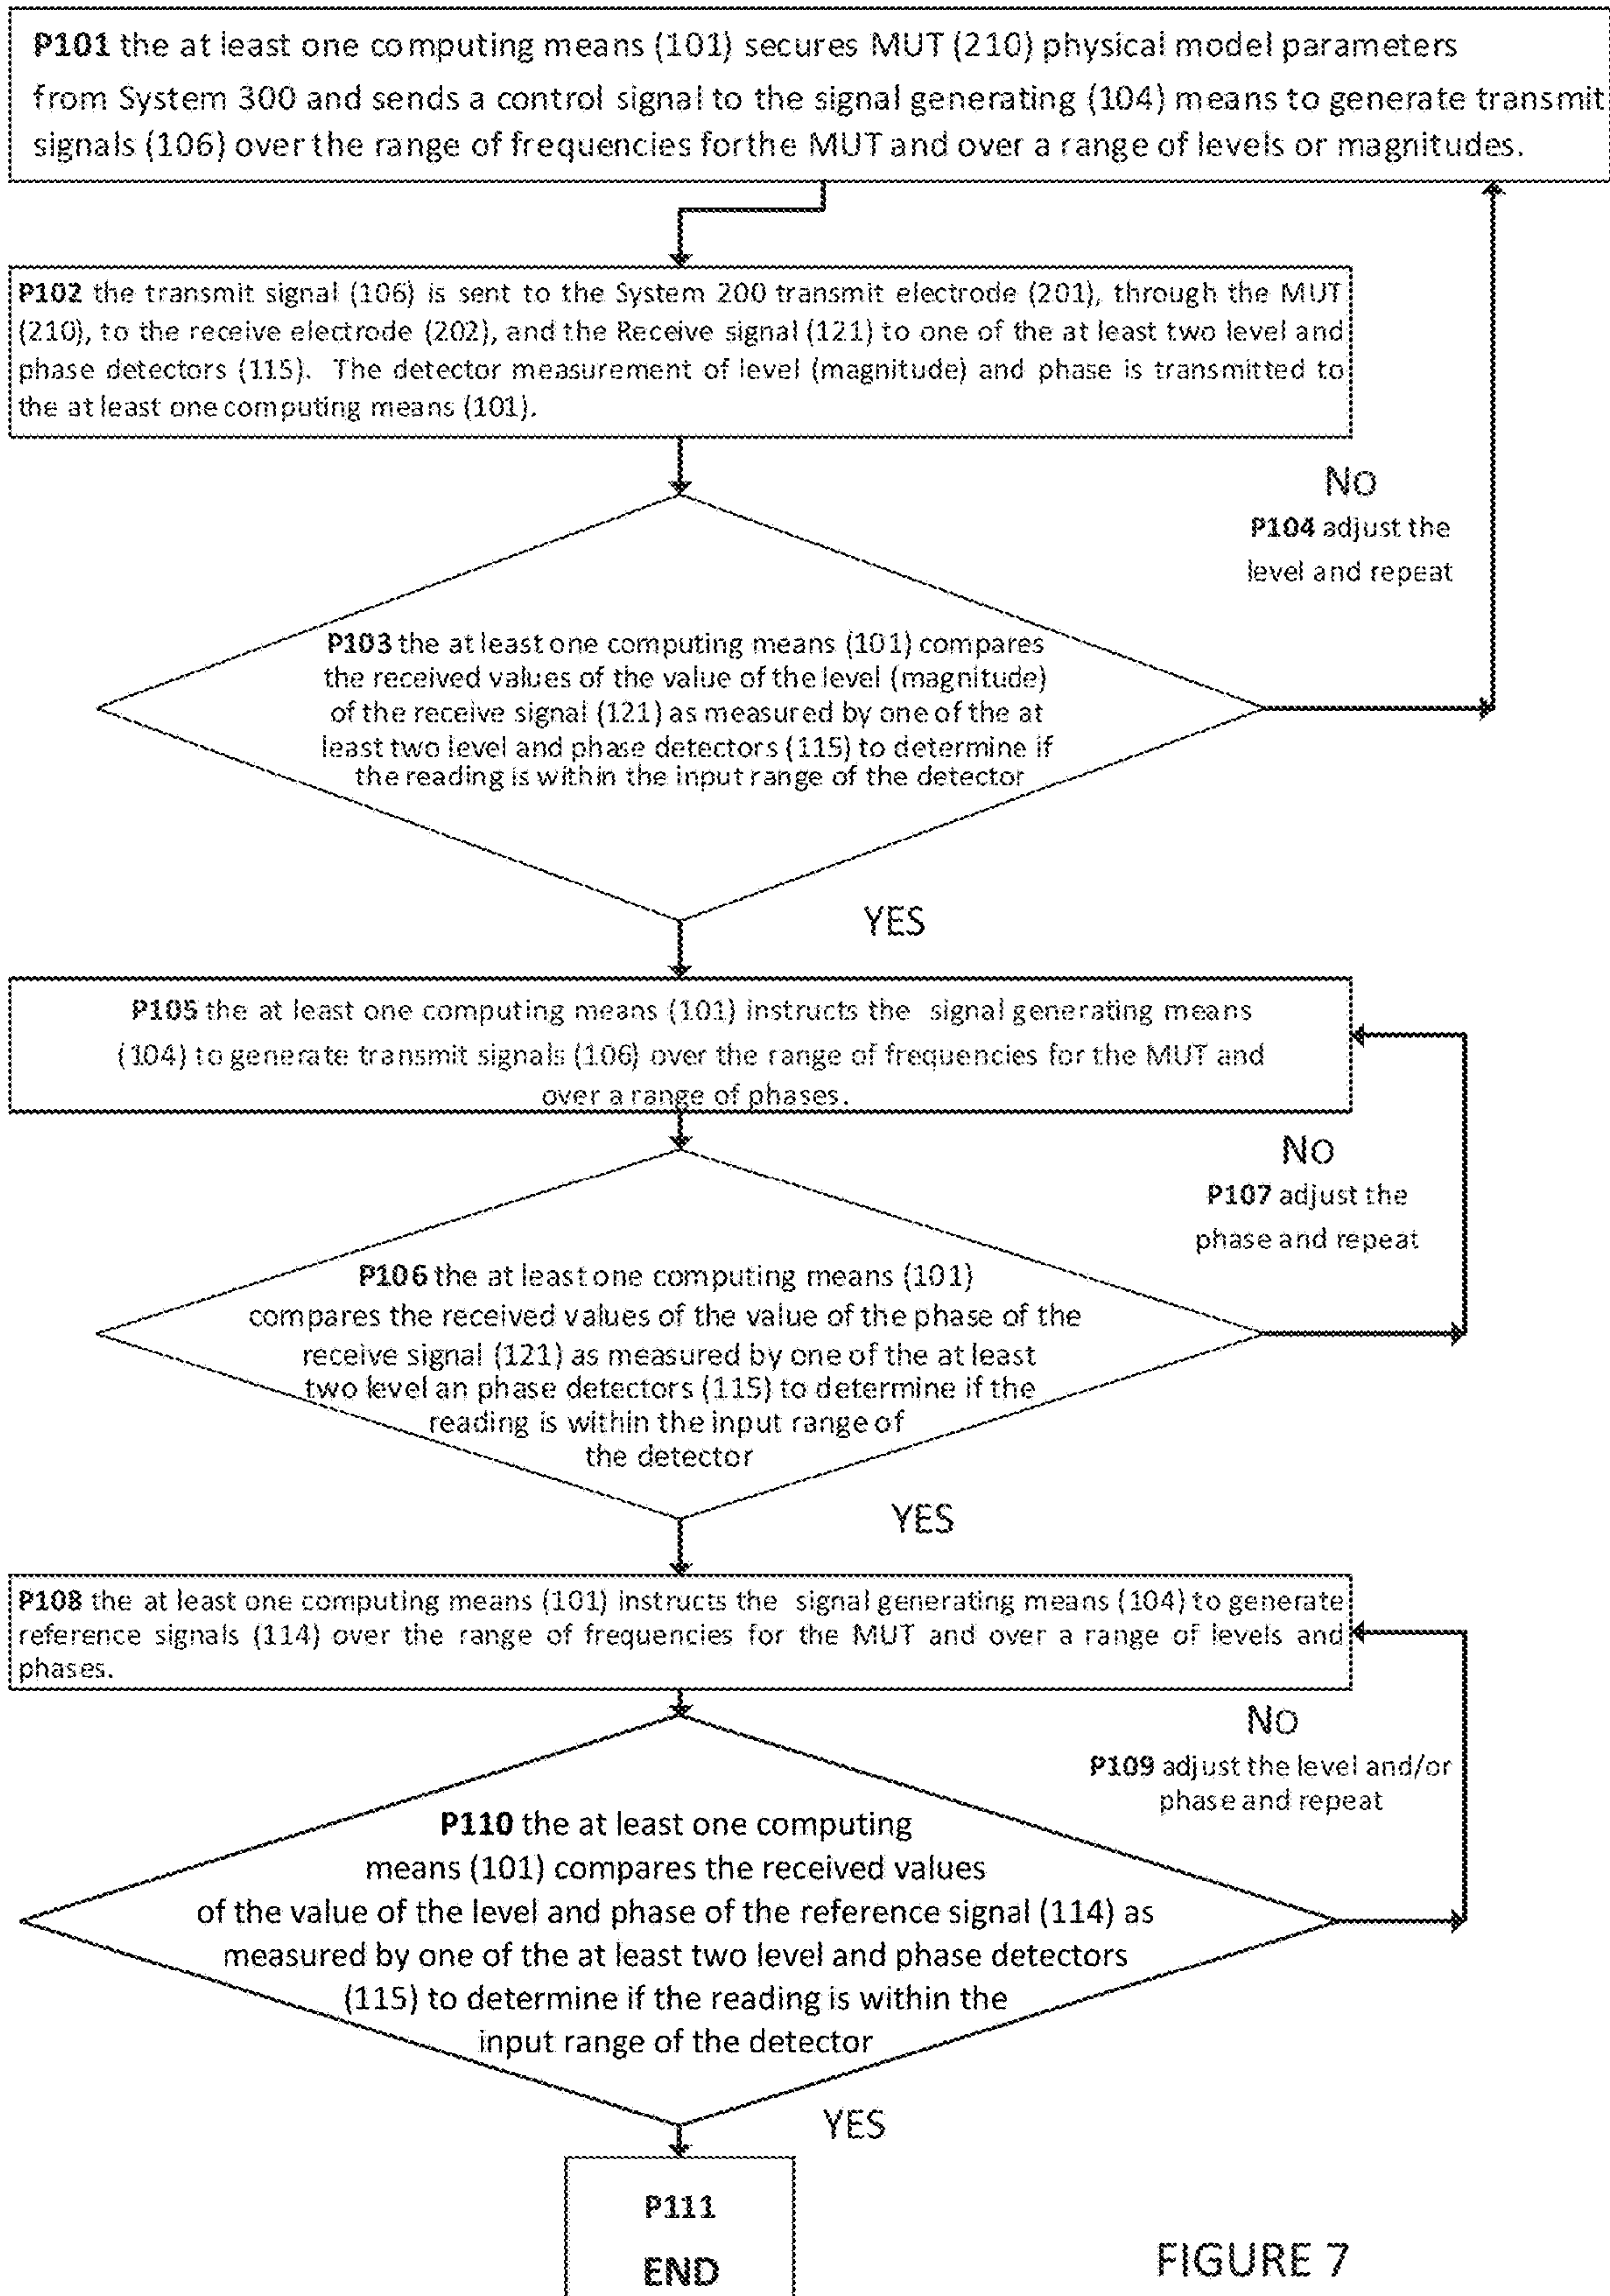 P101 the at least one computing means (101) secures MUT (210) physical model parameters
from System 300 and sends a control signal to the signal generating (104) means to generate transmit
signals (106) over the range of frequencies forthe MUT and over a range of levels or magnitudes.
P102 the transmit signal (106) is sent to the System 200 transmit electrode (201), through the MUT
(210), to the receive electrode (202), and the Receive signal (121) to one of the at least two level and
phase detectors (115). The detector measurement of level (magnitude) and phase is transmitted to
the at least one computing means (101).
NO
P104 adjust the
level and repeat
P103 the at least one computing means (101) compares
the received values of the value of the level (magnitude)
of the receive signal (121) as measured by one of the at
least two level and phase detectors (115) to determine if
the reading is within the input range of the detector
YES
P105 the at least one computing means (101) instructs the signal generating means
(104) to generate transmit signals (106) over the range of frequencies for the MUT and
over a range of phases.
NO
P107 adjust the
phase and repeat
P106 the at least one computing means (101)
compares the received values of the value of the phase of the
receive signal (121) as measured by one of the at least
two level an phase detectors (115) to determine if the
reading is within the input range of
the detector
YES
P108 the at least one computing means (101) instructs the signal generating means (104) to generate
reference signals (114) over the range of frequencies for the MUT and over a range of levels and
phases.
NO
P109 adjust the level and/or
phase and repeat
P110 the at least one computing
means (101) compares the received values
of the value of the level and phase of the reference signal (114) as
measured by one of the at least two level and phase detectors
(115) to determine if the reading is within the
input range of the detector
YES
P111
END
FIGURE 7